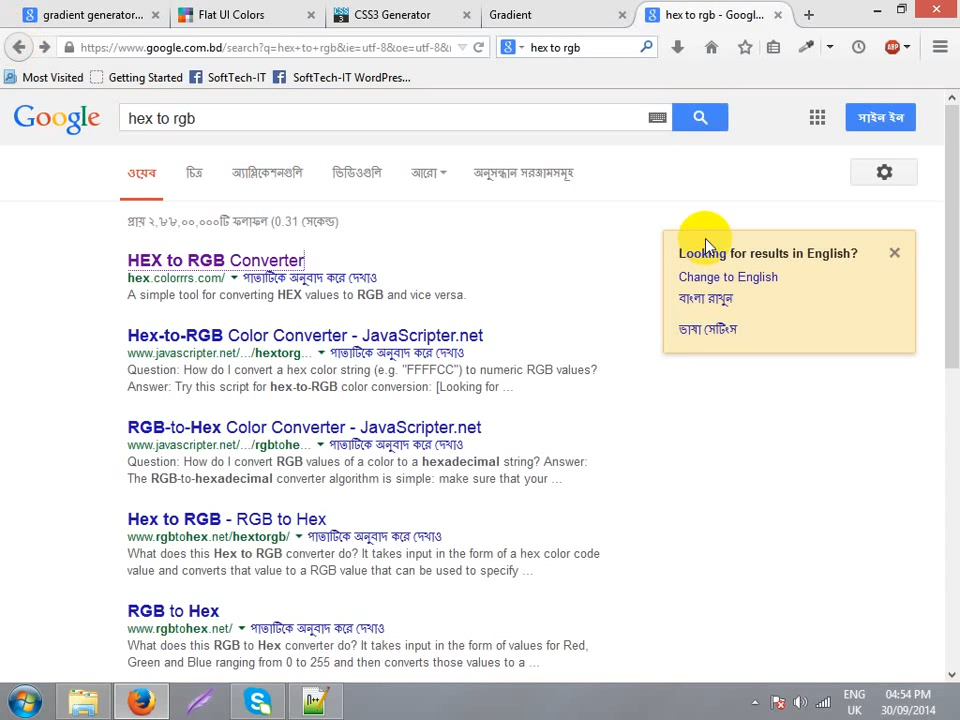 gradient generator...
Flat UI Colors
CSS3 Generator
Gradient
hex to rgb - Googl...
https://www.google.com.bd/search?q=hex+to+rgb&ie=utf-8&oe=utf-8&
hex to rgb
Most Visited
Getting Started
SoftTech-IT
SoftTech-IT WordPres...
Google
hex to rgb
সাইন ইন
ওয়েব
চিত্র
অ্যাপ্লিকেশনগুলি
ভিডিওগুলি
আরো
অনুসন্ধান সরঞ্জামসমূহ
প্রায় ২,৮৮,০০,০০০টি ফলাফল (0.31 সেকেন্ড)
HEX to RGB Converter
hex.colorrrs.com/ পাতাটিকে অনুবাদ করে দেখাও
A simple tool for converting HEX values to RGB and vice versa.
Looking for results in English?
Change to English
বাংলা রাখুন
ভাষা সেটিংস
Hex-to-RGB Color Converter - JavaScripter.net
www.javascripter.net/.../hextorg... পাতাটিকে অনুবাদ করে দেখাও
Question: How do I convert a hex color string (e.g. "FFFFCC") to numeric RGB values?
Answer: Try this script for hex-to-RGB color conversion: [Looking for ...
RGB-to-Hex Color Converter - JavaScripter.net
www.javascripter.net/.../rgbtohe... পাতাটিকে অনুবাদ করে দেখাও
Question: How do I convert RGB values of a color to a hexadecimal string? Answer:
The RGB-to-hexadecimal converter algorithm is simple: make sure that your ...
Hex to RGB - RGB to Hex
www.rgbtohex.net/hextorgb/ পাতাটিকে অনুবাদ করে দেখাও
What does this Hex to RGB converter do? It takes input in the form of a hex color code
value and converts that value to a RGB value that can be used to specify ...
RGB to Hex
www.rgbtohex.net/ পাতাটিকে অনুবাদ করে দেখাও
What does this RGB to Hex converter do? It takes input in the form of values for Red,
Green and Blue ranging from 0 to 255 and then converts those values to a ...
ENG
UK
04:54 PM
30/09/2014